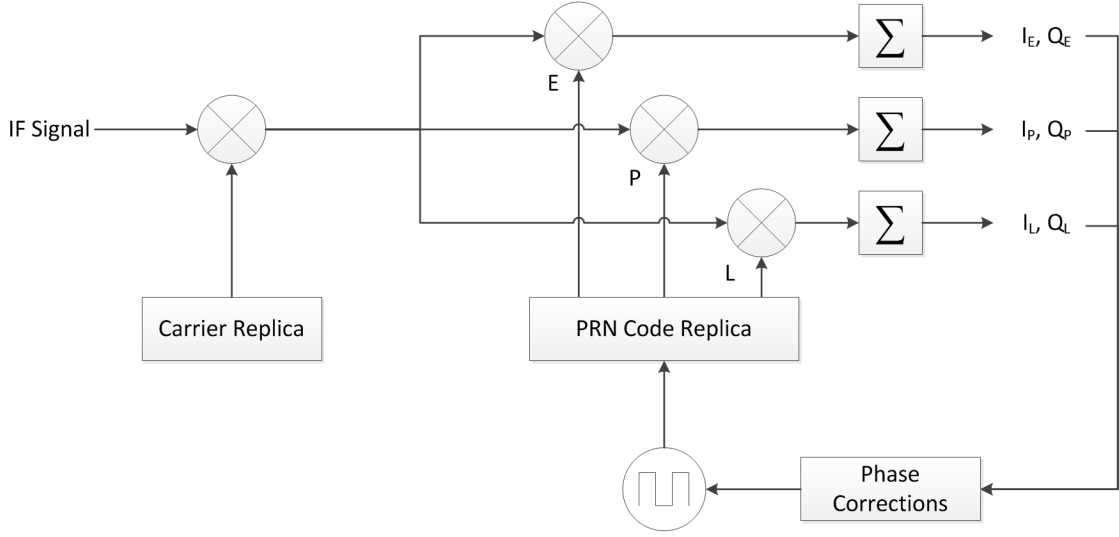 I_E, Q_E
E
IF Signal
I_P, Q_P
P
I_L, Q_L
L
Carrier Replica
PRN Code Replica
Phase
Corrections
∑
∑
∑